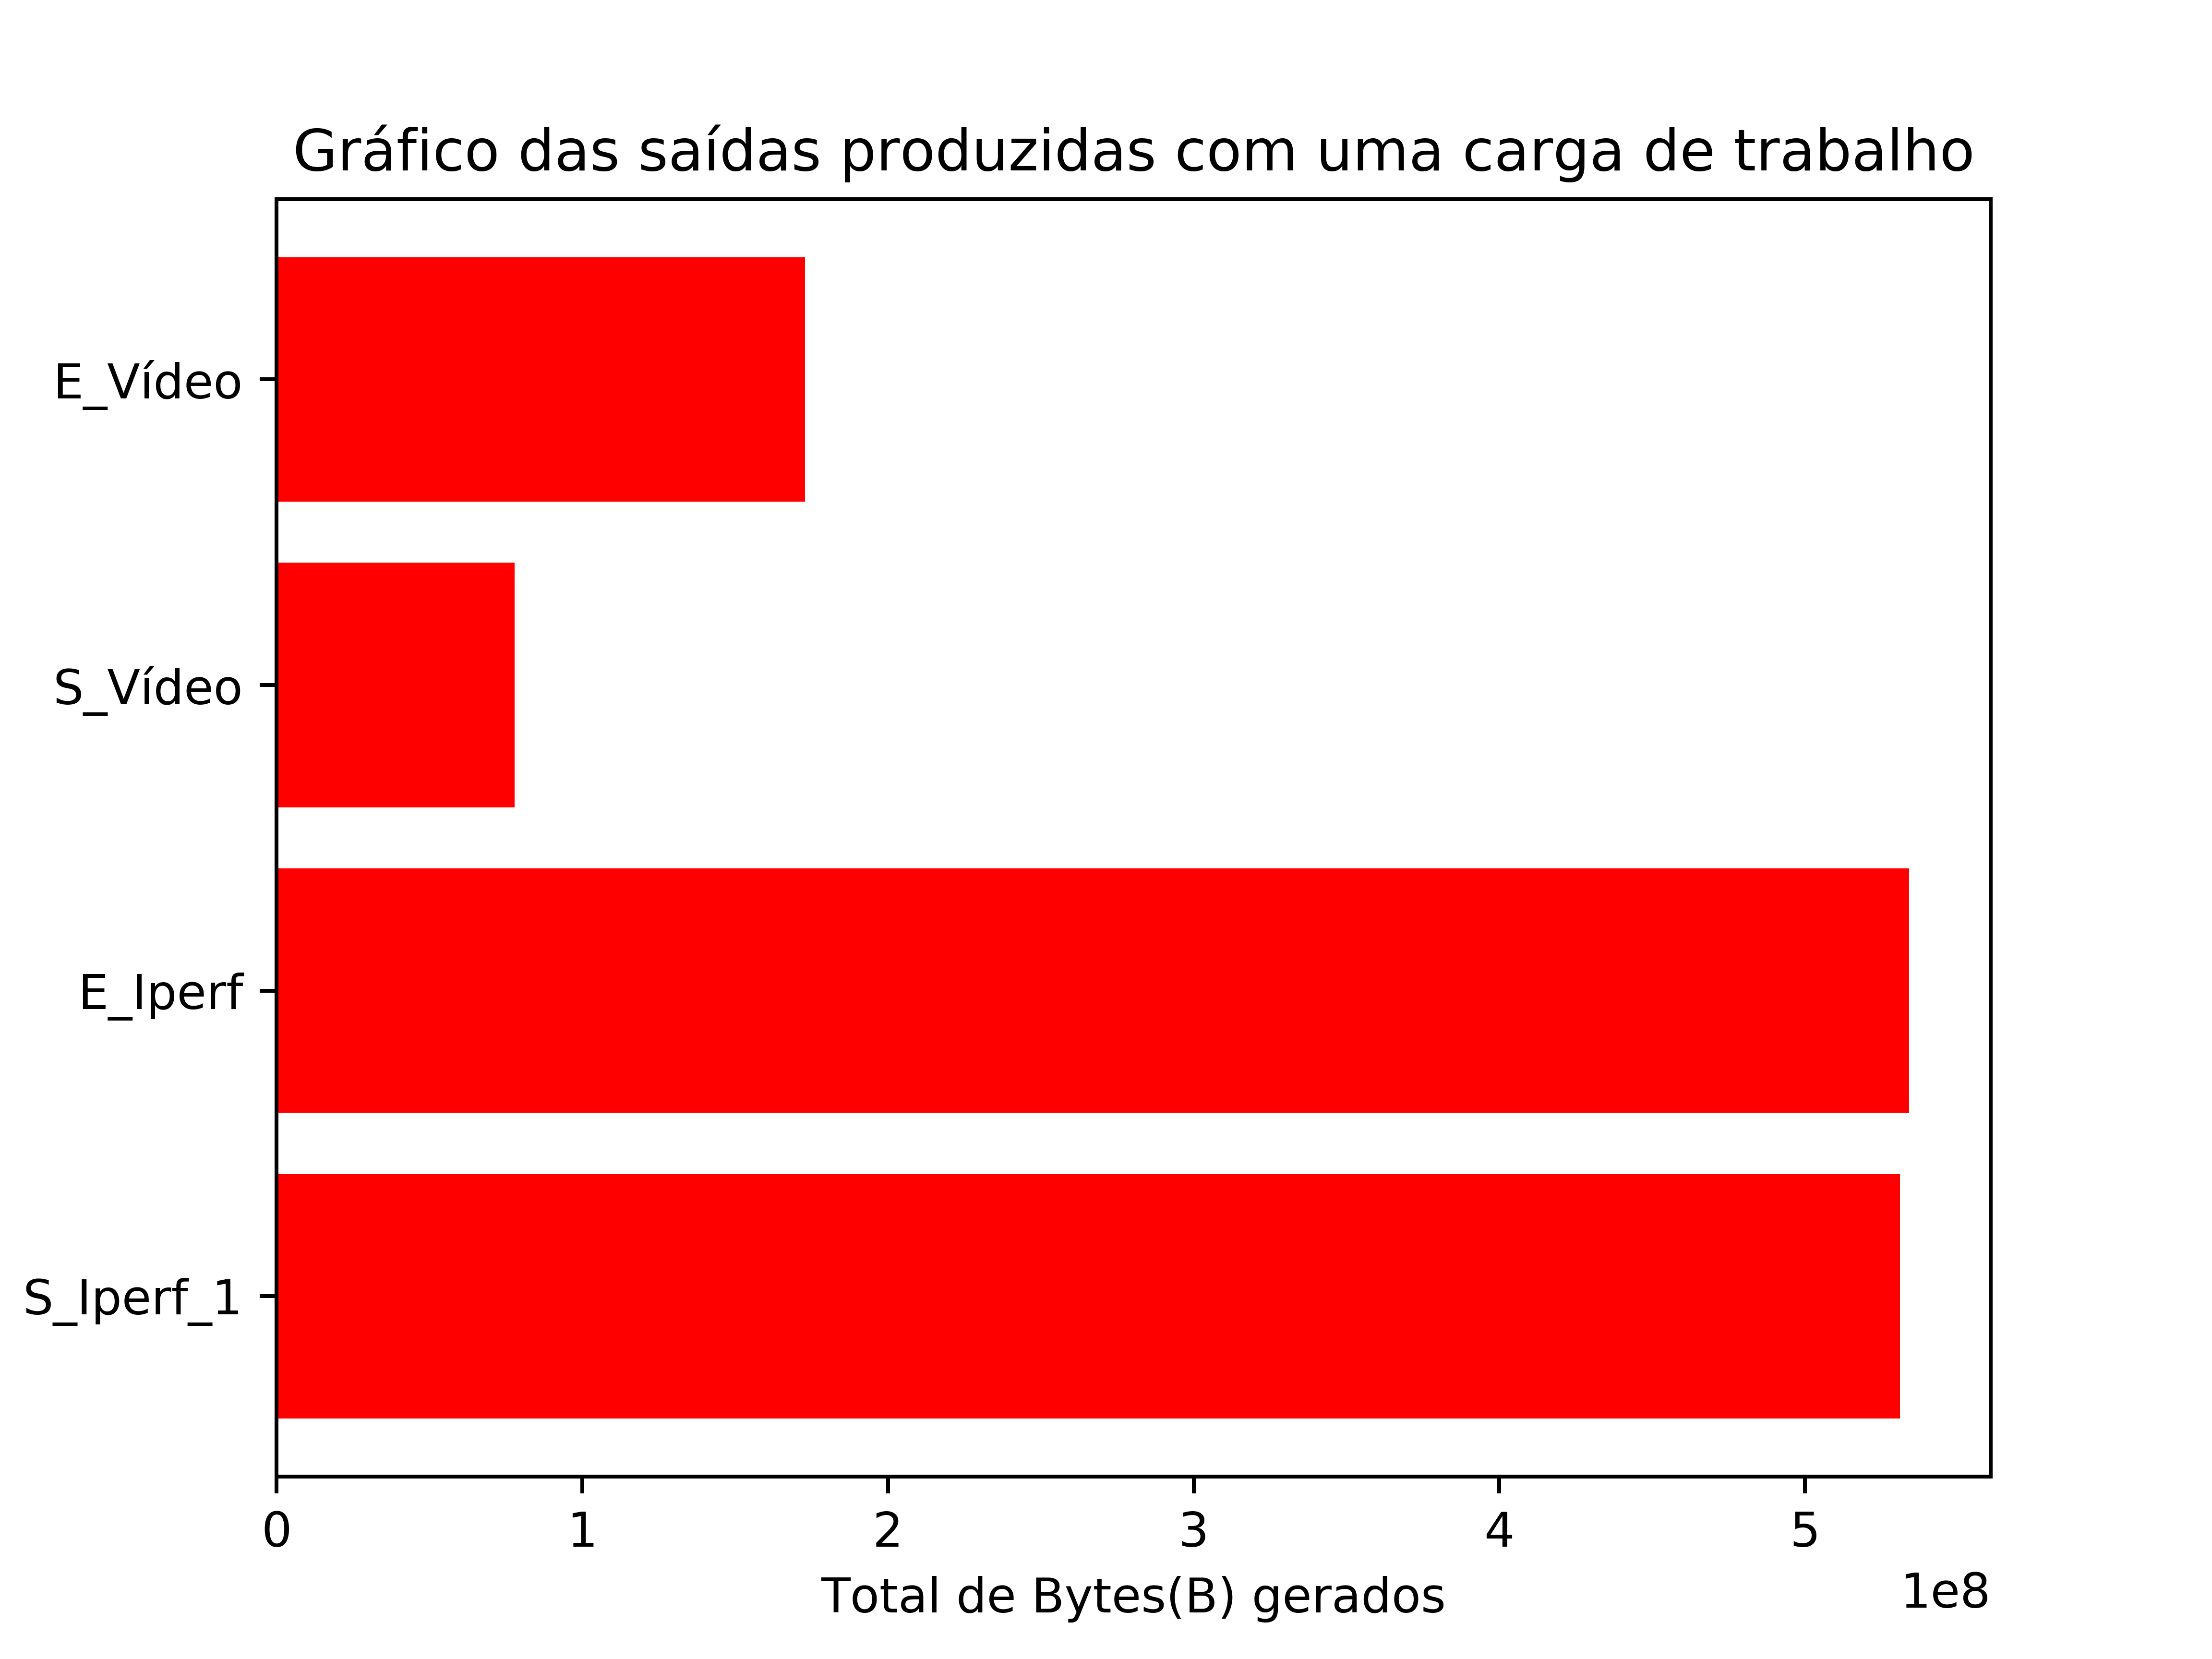 Gráfico das saídas produzidas com uma carga de trabalho
E_Vídeo
S_Vídeo
E_Iperf
S_Iperf_1
0 1 2 3 4 5
Total de Bytes(B) gerados
1e8